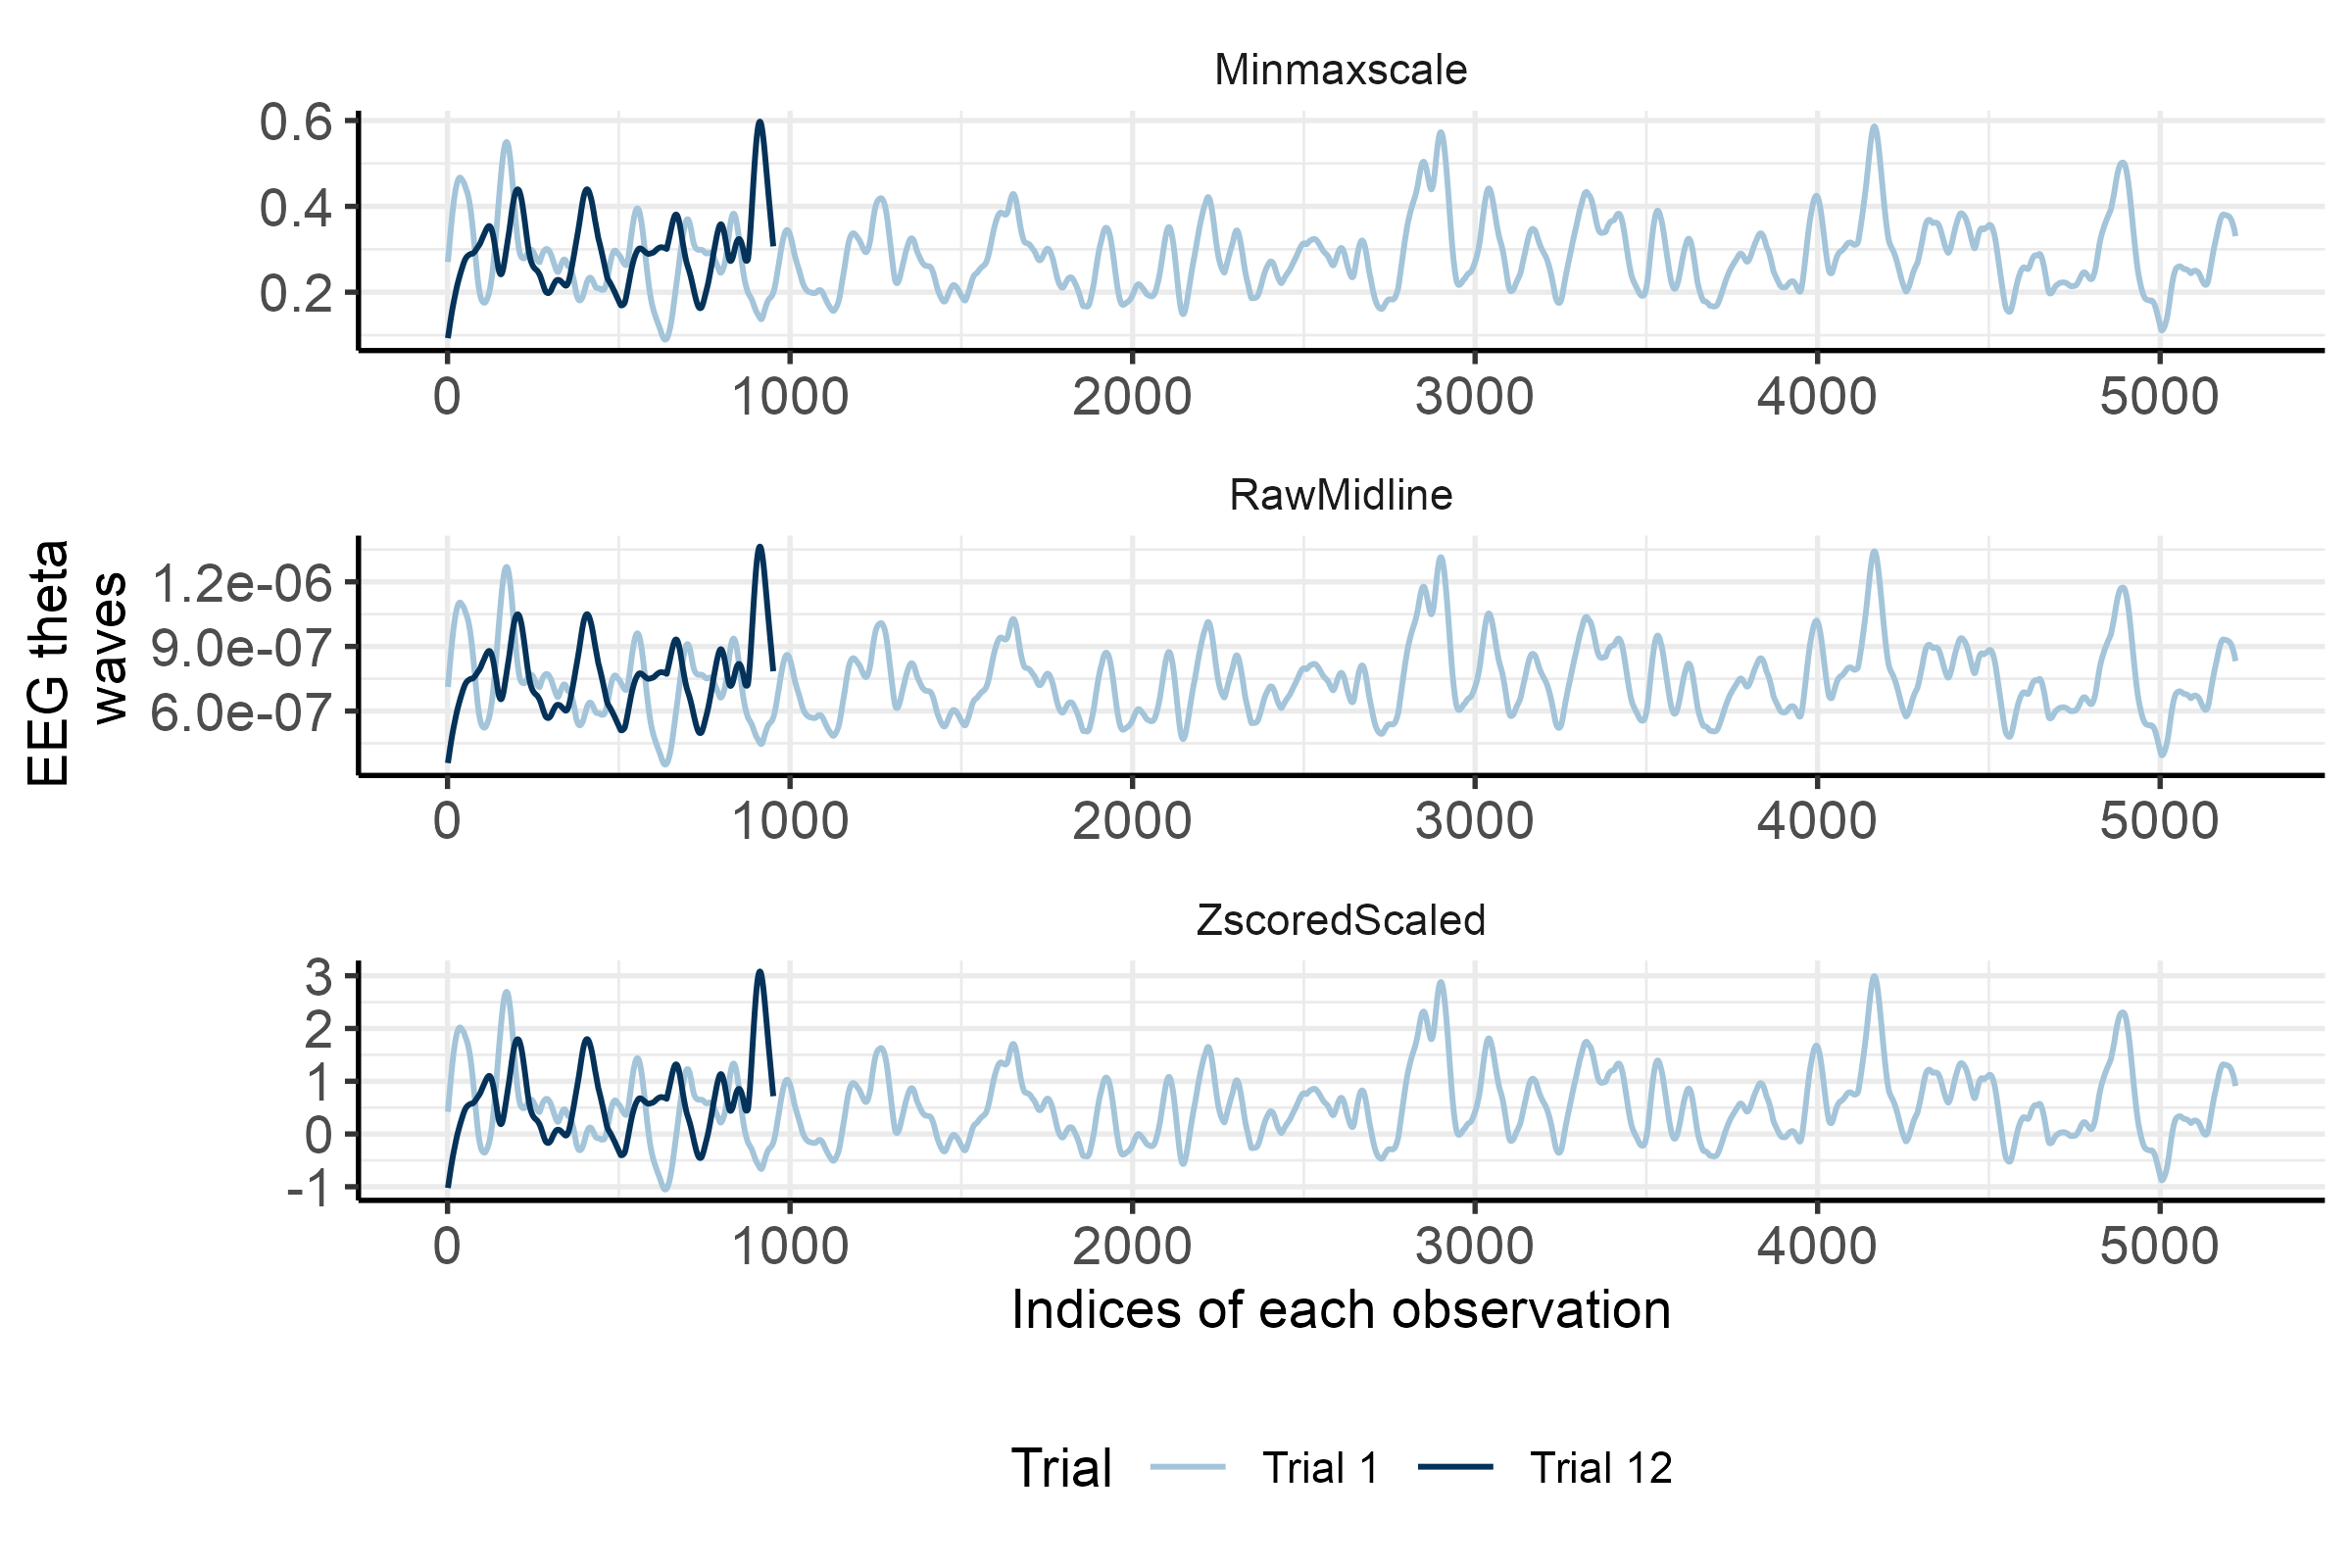 Minmaxscale
0.6
0.4
0.2
0 1000 2000 3000 4000 5000
RawMidline
EEG theta
waves
1.2e-06
9.0e-07
6.0e-07
0 1000 2000 3000 4000 5000
ZscoredScaled
3
2
1
0
-1
0 1000 2000 3000 4000 5000
Indices of each observation
Trial Trial 1 Trial 12